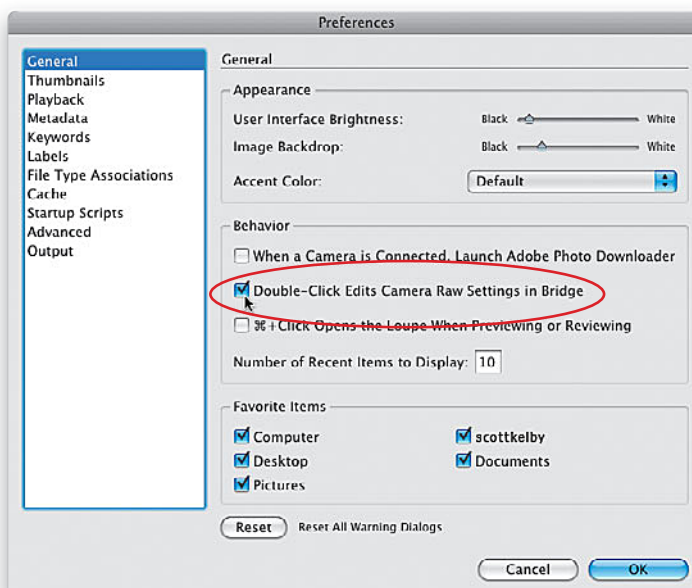 Preferences
General
Thumbnails
Playback
Metadata
Keywords
Labels
File Type Associations
Cache
Startup Scripts
Advanced
Output
General
Appearance
User Interface Brightness: Black White
Image Backdrop: Black White
Accent Color: Default
Behavior
When a Camera is Connected, Launch Adobe Photo Downloader
Double-Click Edits Camera Raw Settings in Bridge
⌘+Click Opens the Loupe When Previewing or Reviewing
Number of Recent Items to Display: 10
Favorite Items
Computer scottkelby
Desktop Documents
Pictures
Reset Reset All Warning Dialogs
Cancel OK